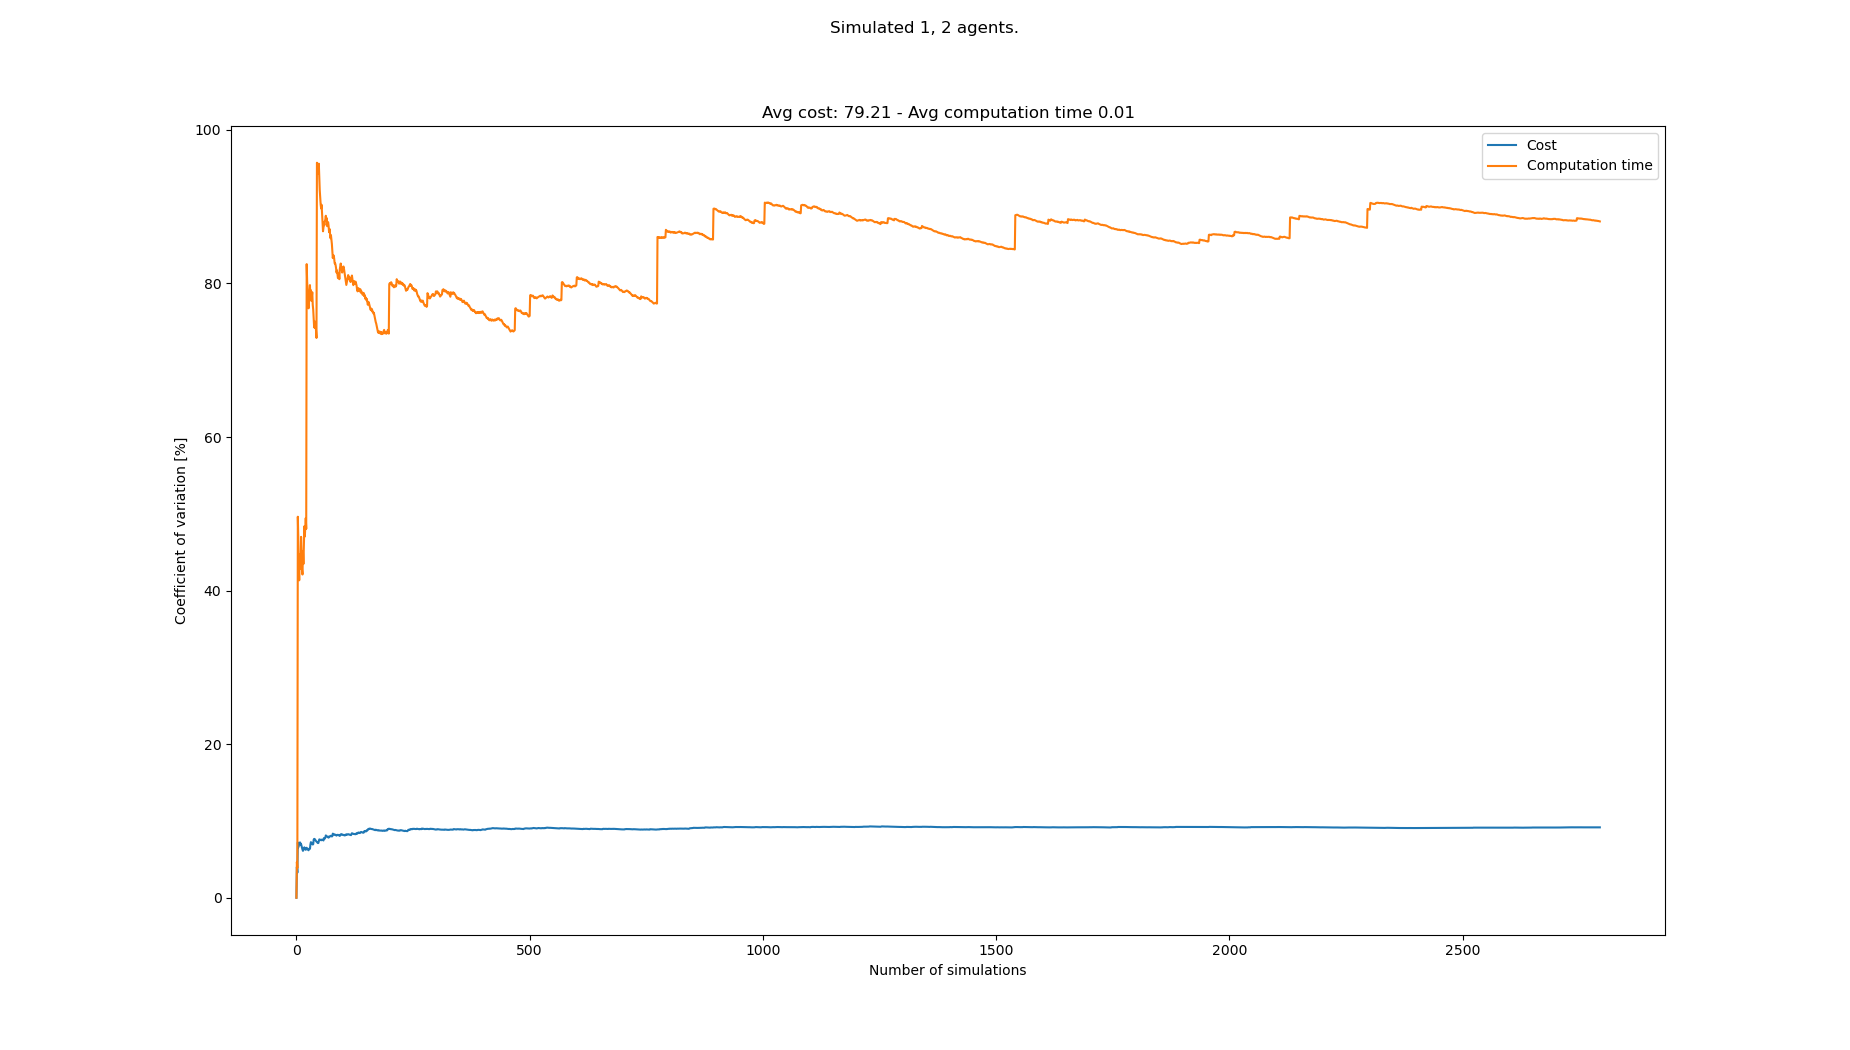 Simulated 1, 2 agents.
Avg cost: 79.21 - Avg computation time 0.01
100
80
60
40
20
0
Coefficient of variation [%]
Cost
Computation time
0
500
1000
1500
2000
2500
Number of simulations